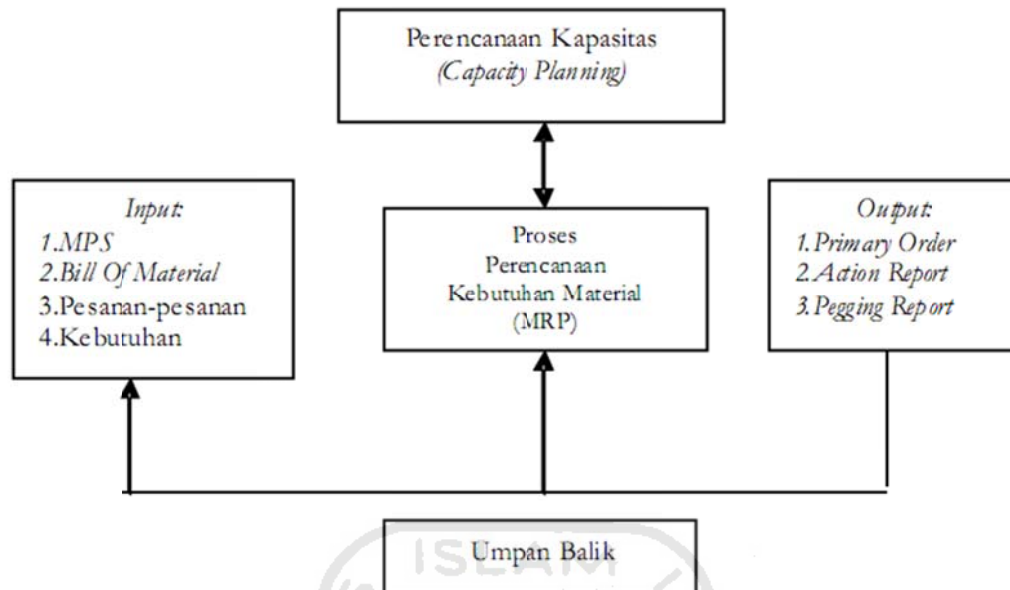 Perencanaan Kapasitas
(Capacity Planning)
Input:
1.MPS
2.Bill Of Material
3.Pesanan-pesanan
4.Kebutuhan
Proses
Perencanaan
Kebutuhan Material
(MRP)
Output:
1.Primary Order
2.Action Report
3.Pegging Report
Umpan Balik
ISLAM